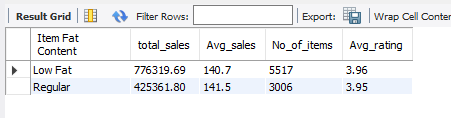 Result Grid Filter Rows: Export: Wrap Cell Conten
Item Fat Content total_sales Avg_sales No_of_items Avg_rating
Low Fat 776319.69 140.7 5517 3.96
Regular 425361.80 141.5 3006 3.95